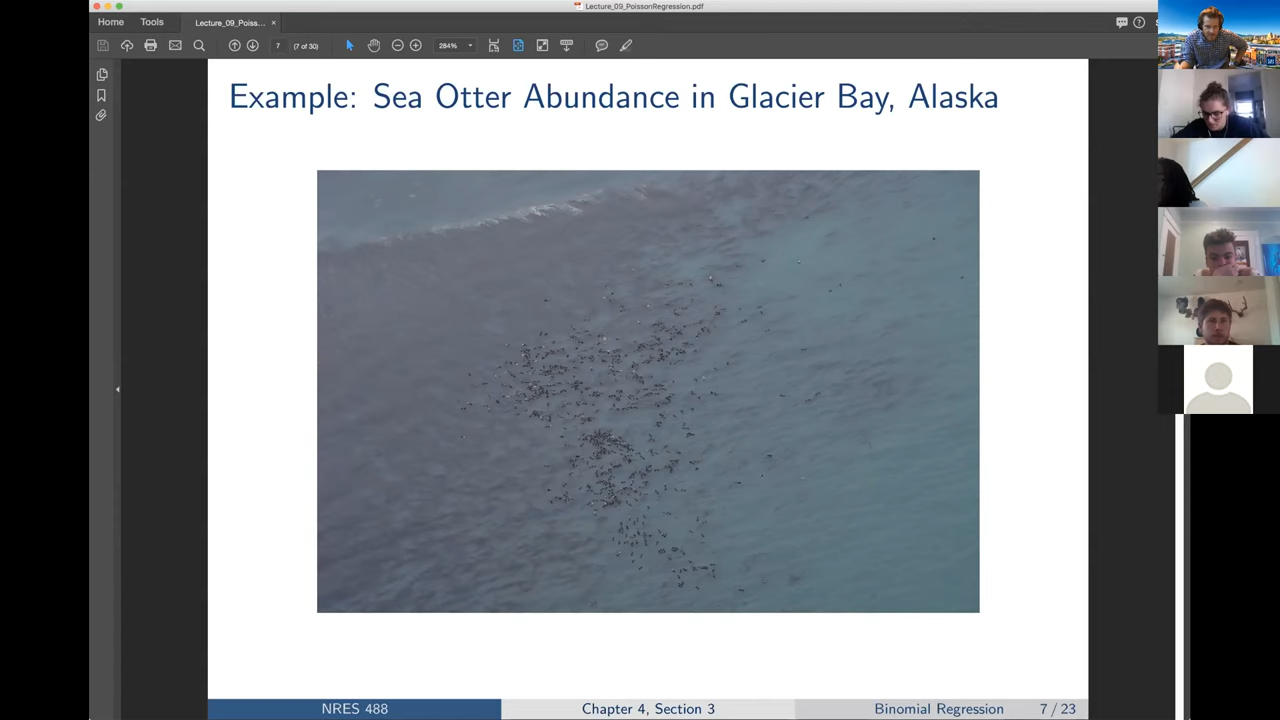 Lecture_09_PoissonRegression.pdf
Home Tools Lecture_09_Poiss... ×
7 (7 of 30) 284%
Example: Sea Otter Abundance in Glacier Bay, Alaska
NRES 488 Chapter 4, Section 3 Binomial Regression 7 / 23